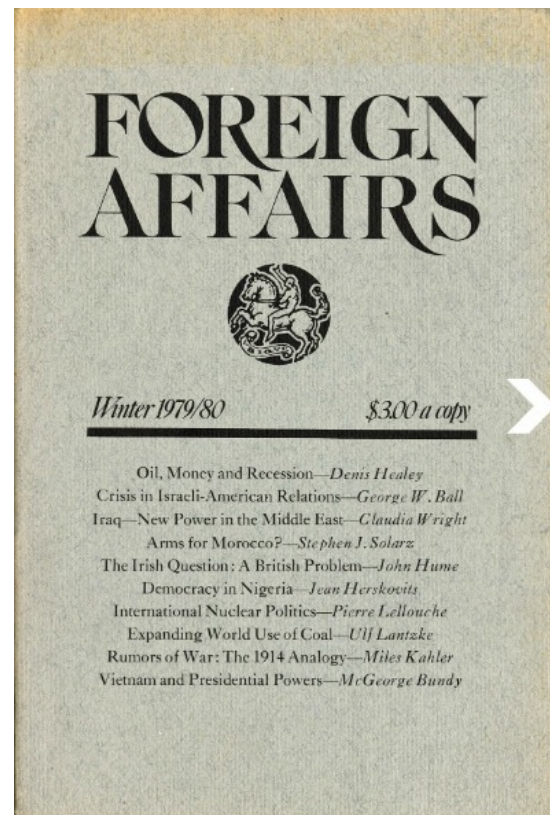 FOREIGN
AFFAIRS
Winter 1979/80 $3.00 a copy
Oil, Money and Recession—Denis Healey
Crisis in Israeli-American Relations—George W. Ball
Iraq—New Power in the Middle East—Claudia Wright
Arms for Morocco?—Stephen J. Solarz
The Irish Question: A British Problem—John Hume
Democracy in Nigeria—Jean Herskovits
International Nuclear Politics—Pierre Lellouche
Expanding World Use of Coal—Ulf Lantzke
Rumors of War: The 1914 Analogy—Miles Kahler
Vietnam and Presidential Powers—McGeorge Bundy